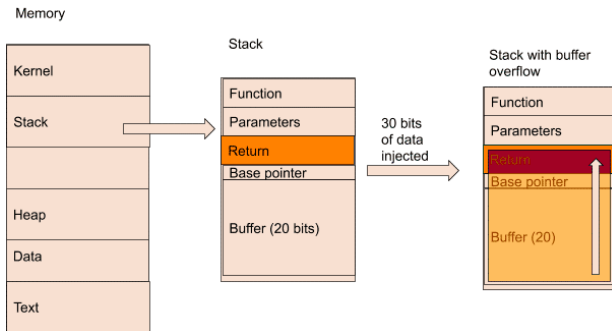 Memory
Kernel
Stack
Heap
Data
Text
Stack
Function
Parameters
Return
Base pointer
Buffer (20 bits)
30 bits
of data
injected
Stack with buffer
overflow
Function
Parameters
Return
Base pointer
Buffer (20)